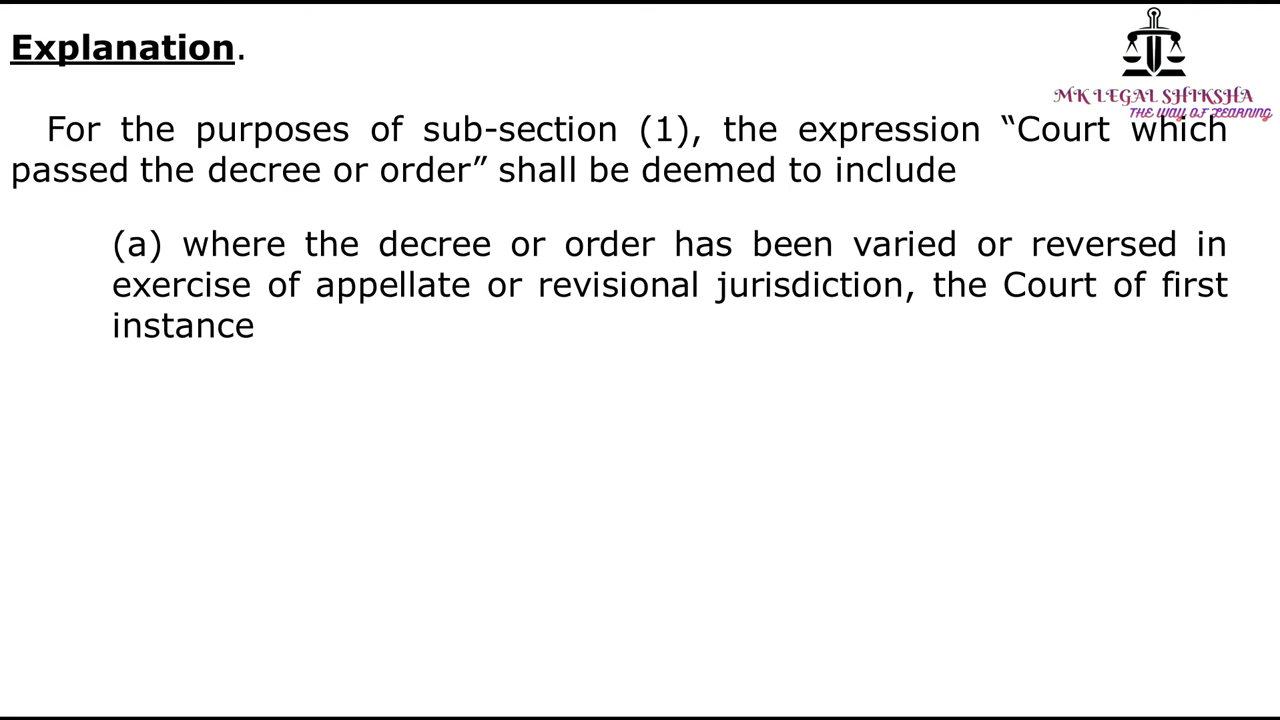 Explanation.
MK LEGAL SHIKSHA
THE WAY OF LEARNING
For the purposes of sub-section (1), the expression “Court which
passed the decree or order” shall be deemed to include
(a) where the decree or order has been varied or reversed in
exercise of appellate or revisional jurisdiction, the Court of first
instance